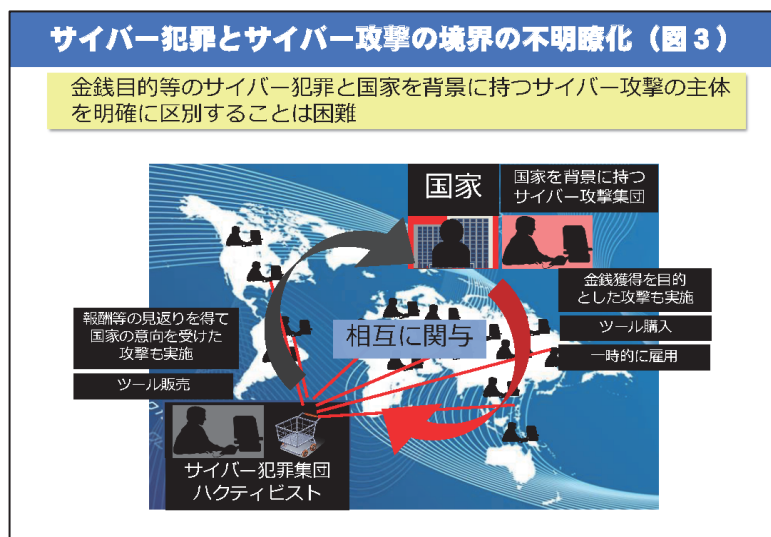 サイバー犯罪とサイバー攻撃の境界の不明瞭化（図３）
金銭目的等のサイバー犯罪と国家を背景に持つサイバー攻撃の主体
を明確に区別することは困難
国家
国家を背景に持つ
サイバー攻撃集団
金銭獲得を目的
とした攻撃も実施
ツール購入
一時的に雇用
相互に関与
報酬等の見返りを得て
国家の意向を受けた
攻撃も実施
ツール販売
サイバー犯罪集団
ハクティビスト